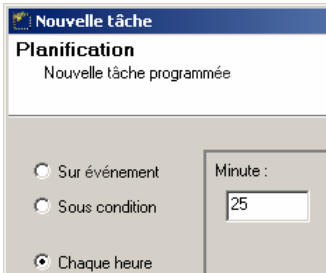 Nouvelle tâche
Planification
Nouvelle tâche programmée
Sur événement
Minute :
Sous condition
25
Chaque heure